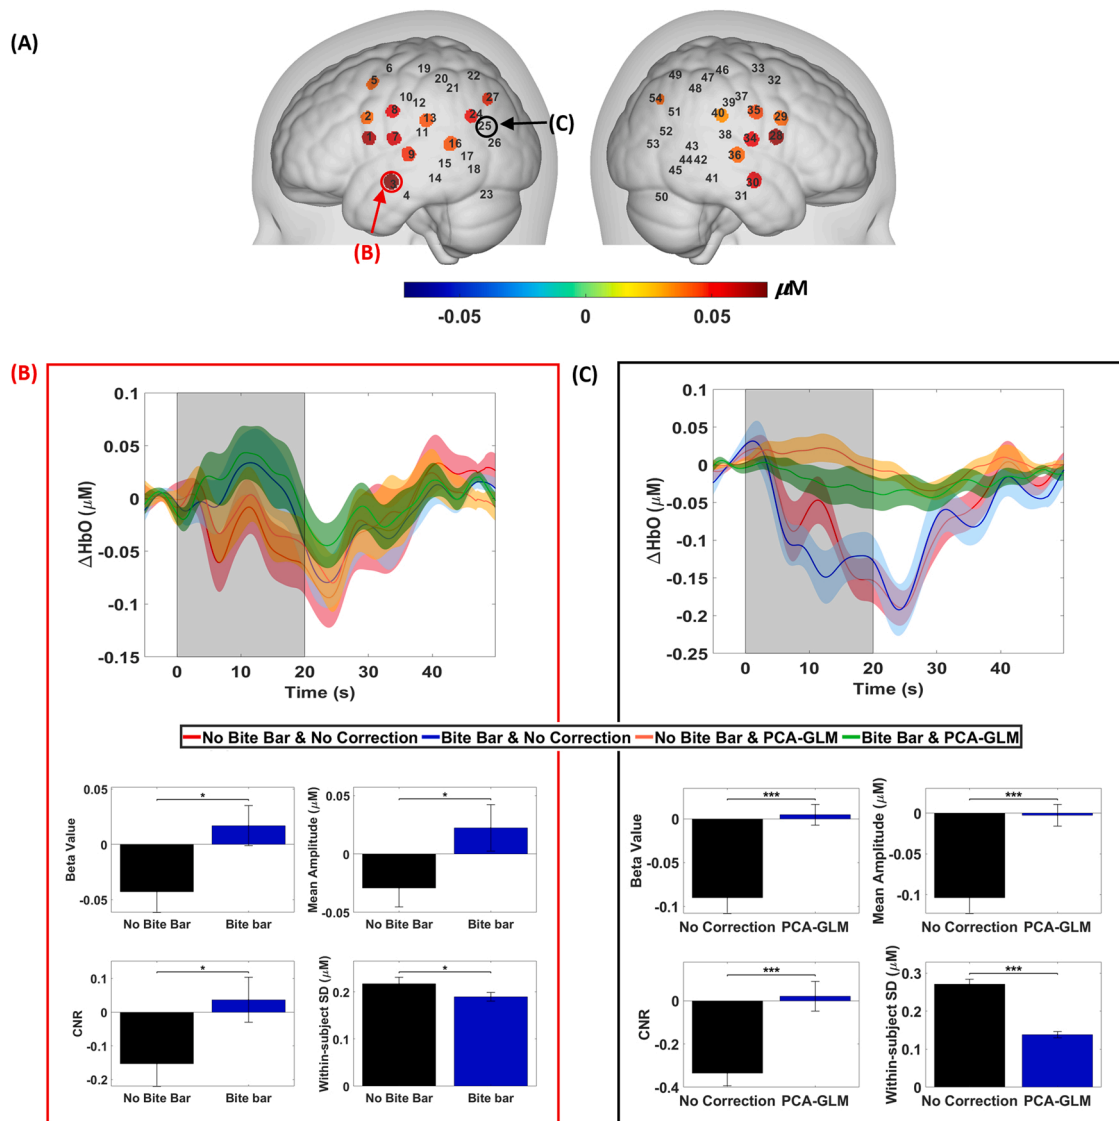 (A)
6 19 20 22 21 5 10 12 27 2 8 13 24 11 25 1 7 26 16 9 17 15 18 14 3 4 23
(B)
(C)
46 33 49 47 32 48 54 37 39 35 51 40 29 52 38 34 28 53 43 36 44 42 45 41 30 50 31
-0.05 0 0.05 μM
(B)
0.1
0.05
0
-0.05
-0.1
-0.15
ΔHbO (μM)
0 10 20 30 40
Time (s)
(C)
0.1
0.05
0
-0.05
-0.1
-0.15
-0.2
-0.25
ΔHbO (μM)
0 10 20 30 40
Time (s)
No Bite Bar & No Correction Bite Bar & No Correction No Bite Bar & PCA-GLM Bite Bar & PCA-GLM
Beta Value
0.05
0
-0.05
*
No Bite Bar Bite bar
Mean Amplitude (μM)
0.05
0
-0.05
*
No Bite Bar Bite bar
CNR
0.1
0
-0.1
-0.2
*
No Bite Bar Bite bar
Within-subject SD (μM)
0.2
0.1
0
*
No Bite Bar Bite bar
Beta Value
0
-0.05
-0.1
***
No Correction PCA-GLM
Mean Amplitude (μM)
0
-0.05
-0.1
***
No Correction PCA-GLM
CNR
0
-0.2
-0.4
***
No Correction PCA-GLM
Within-subject SD (μM)
0.3
0.2
0.1
0
***
No Correction PCA-GLM